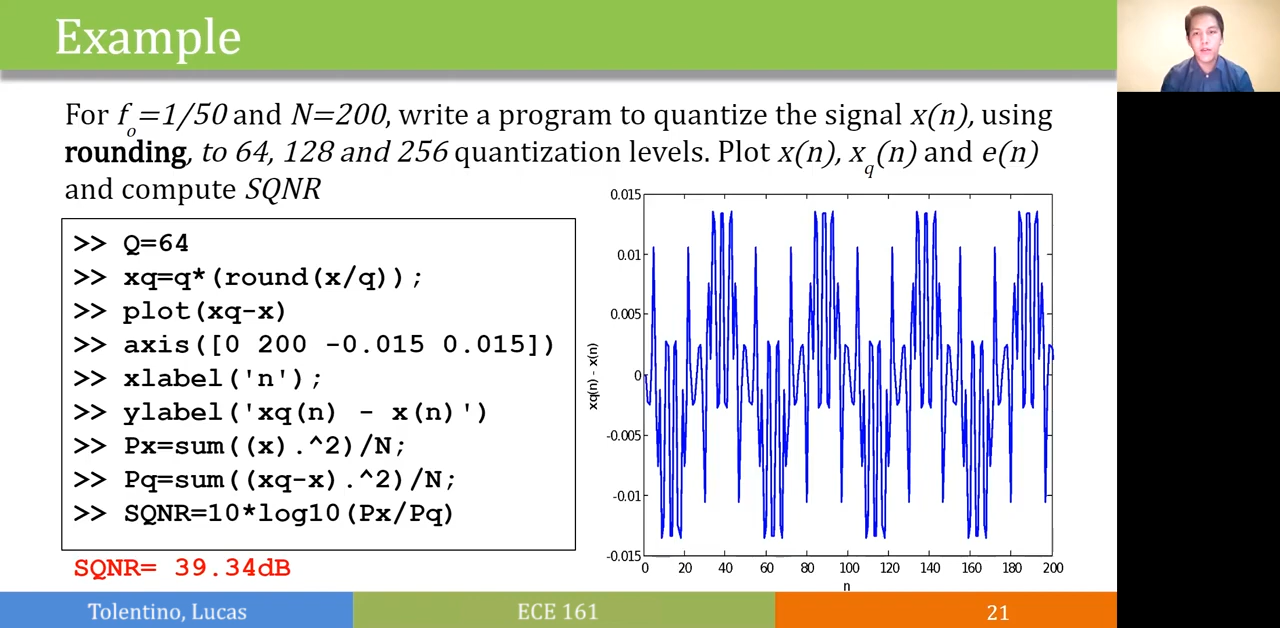 Example
For fo=1/50 and N=200, write a program to quantize the signal x(n), using
rounding, to 64, 128 and 256 quantization levels. Plot x(n), xq(n) and e(n)
and compute SQNR
>> Q=64
>> xq=q*(round(x/q));
>> plot(xq-x)
>> axis([0 200 -0.015 0.015])
>> xlabel('n');
>> ylabel('xq(n) - x(n)')
>> Px=sum((x).^2)/N;
>> Pq=sum((xq-x).^2)/N;
>> SQNR=10*log10(Px/Pq)
SQNR= 39.34dB
xq(n) - x(n)
0.015
0.01
0.005
0
-0.005
-0.01
-0.015
0 20 40 60 80 100 120 140 160 180 200
n
Tolentino, Lucas ECE 161 21